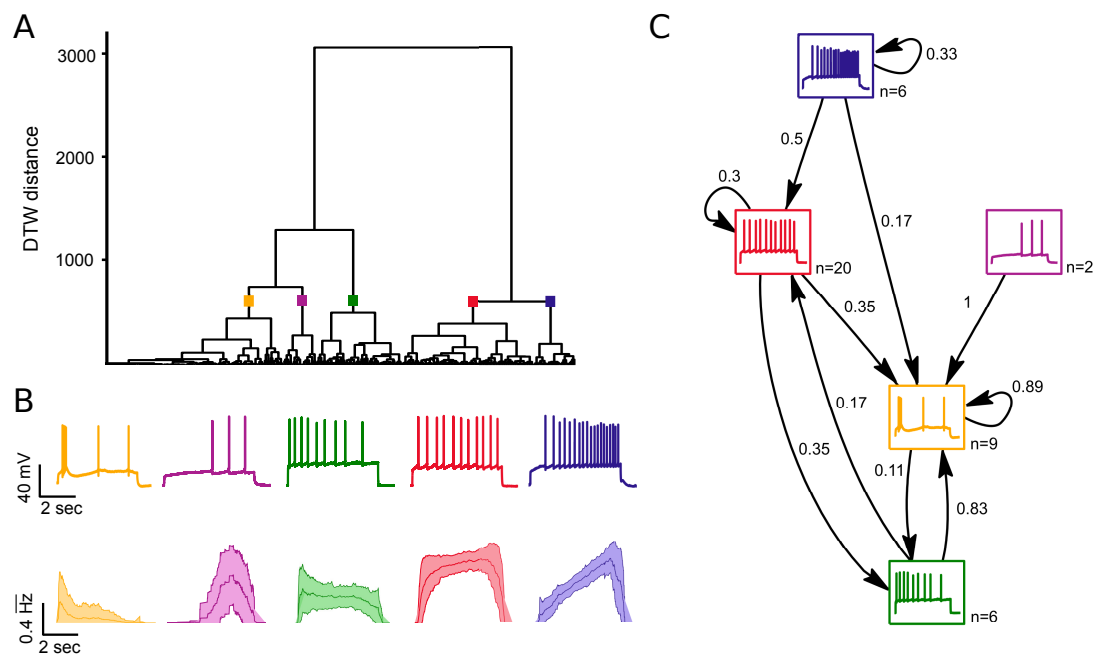 A
DTW distance
3000
2000
1000
B
40 mV
2 sec
0.4 Hz
2 sec
C
0.33
n=6
0.5
0.3
0.17
n=20
n=2
0.35
1
0.89
0.17
n=9
0.35
0.11
0.83
n=6